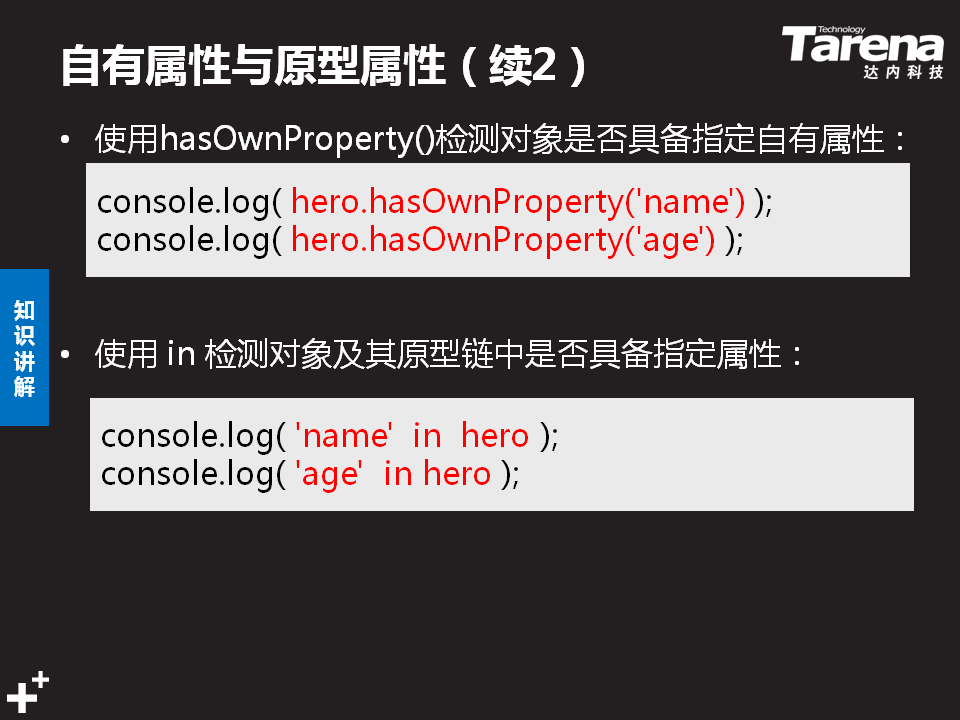 自有属性与原型属性（续2）
Technology
Tarena
达内科技
• 使用hasOwnProperty()检测对象是否具备指定自有属性：
console.log( hero.hasOwnProperty('name') );
console.log( hero.hasOwnProperty('age') );
知识讲解
• 使用 in 检测对象及其原型链中是否具备指定属性：
console.log( 'name' in hero );
console.log( 'age' in hero );